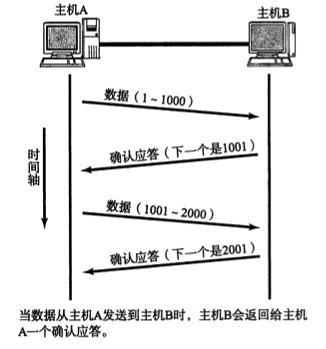 主机A
主机B
数据（1～1000）
确认应答（下一个是1001）
时间轴
数据（1001～2000）
确认应答（下一个是2001）
当数据从主机A发送到主机B时，主机B会返回给主机
A一个确认应答。